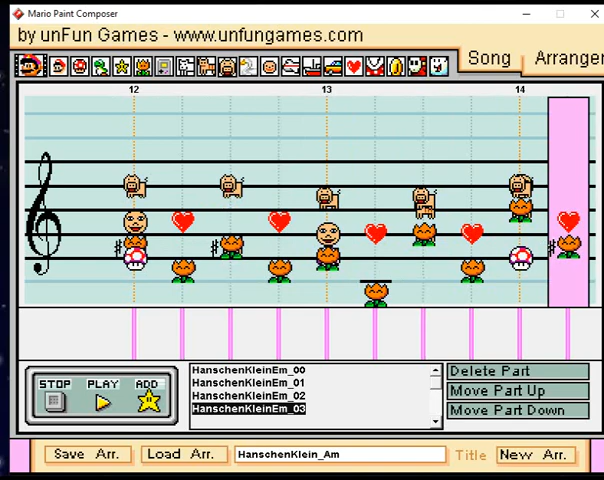 Mario Paint Composer
by unFun Games - www.unfungames.com
Song
Arranger
12 13 14
STOP PLAY ADD
HanschenKleinEm_00
HanschenKleinEm_01
HanschenKleinEm_02
HanschenKleinEm_03
Delete Part
Move Part Up
Move Part Down
Save Arr. Load Arr. HanschenKlein_Am Title New Arr.